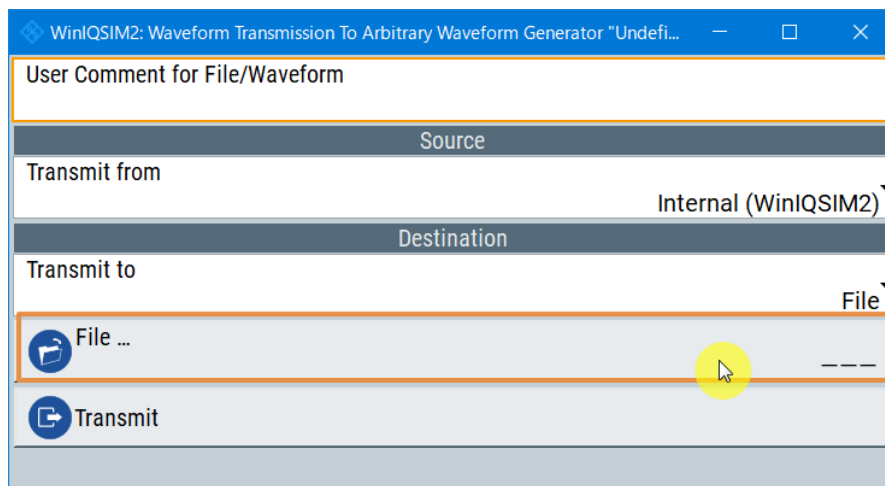 WinIQSIM2: Waveform Transmission To Arbitrary Waveform Generator "Undefi...
User Comment for File/Waveform
Source
Transmit from
Internal (WinIQSIM2)
Destination
Transmit to
File
File ...
___
Transmit